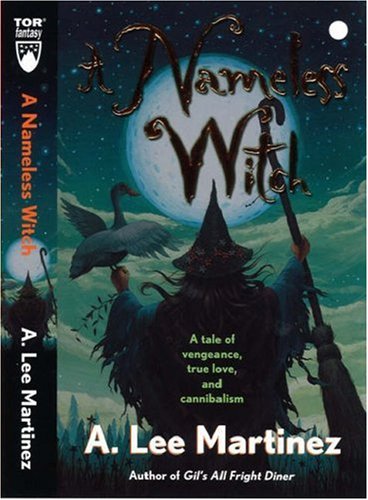 TOR®
fantasy
A Nameless Witch
A. Lee Martinez
A Nameless
Witch
A tale of
vengeance,
true love,
and
cannibalism
A. Lee Martinez
Author of Gil's All Fright Diner